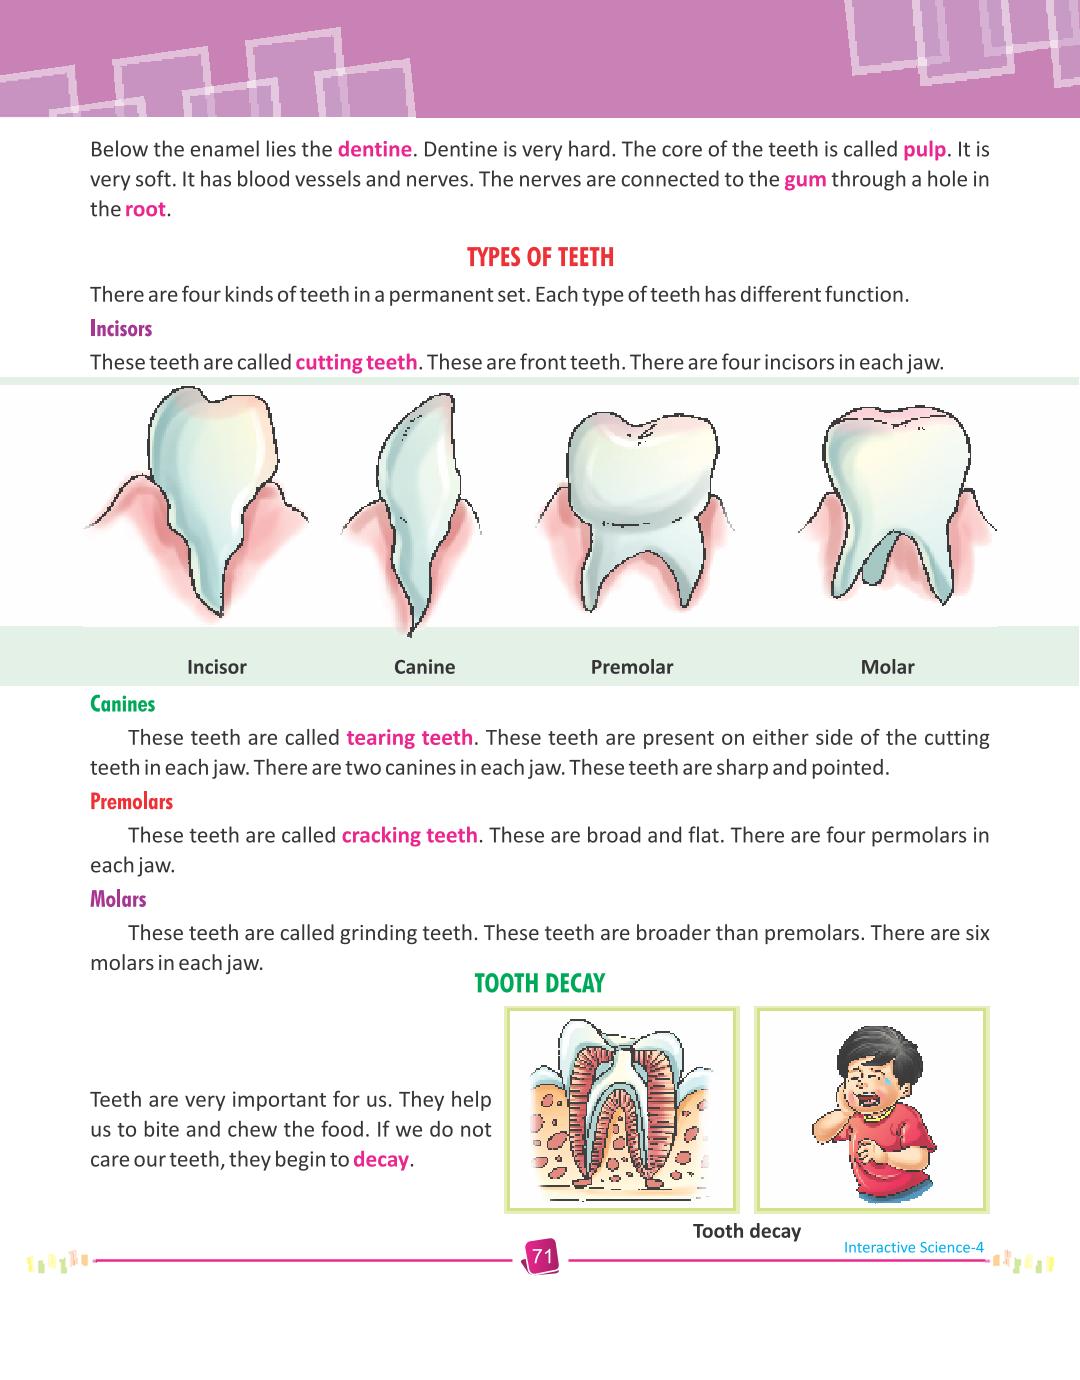 Below the enamel lies the dentine. Dentine is very hard. The core of the teeth is called pulp. It is
very soft. It has blood vessels and nerves. The nerves are connected to the gum through a hole in
the root.
TYPES OF TEETH
There are four kinds of teeth in a permanent set. Each type of teeth has different function.
Incisors
These teeth are called cutting teeth. These are front teeth. There are four incisors in each jaw.
Incisor Canine Premolar Molar
Canines
These teeth are called tearing teeth. These teeth are present on either side of the cutting
teeth in each jaw. There are two canines in each jaw. These teeth are sharp and pointed.
Premolars
These teeth are called cracking teeth. These are broad and flat. There are four permolars in
each jaw.
Molars
These teeth are called grinding teeth. These teeth are broader than premolars. There are six
molars in each jaw.
TOOTH DECAY
Teeth are very important for us. They help
us to bite and chew the food. If we do not
care our teeth, they begin to decay.
Tooth decay
71
Interactive Science-4